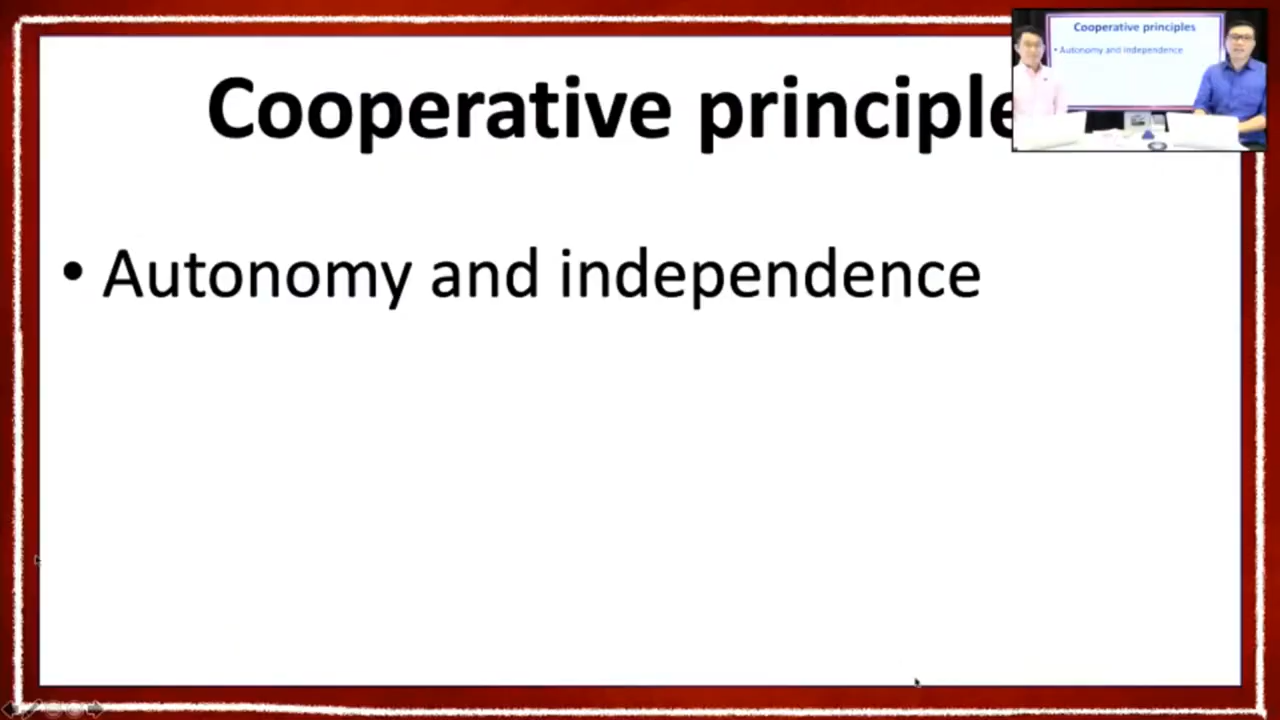 Cooperative principle
• Autonomy and independence
Cooperative principles
• Autonomy and independence